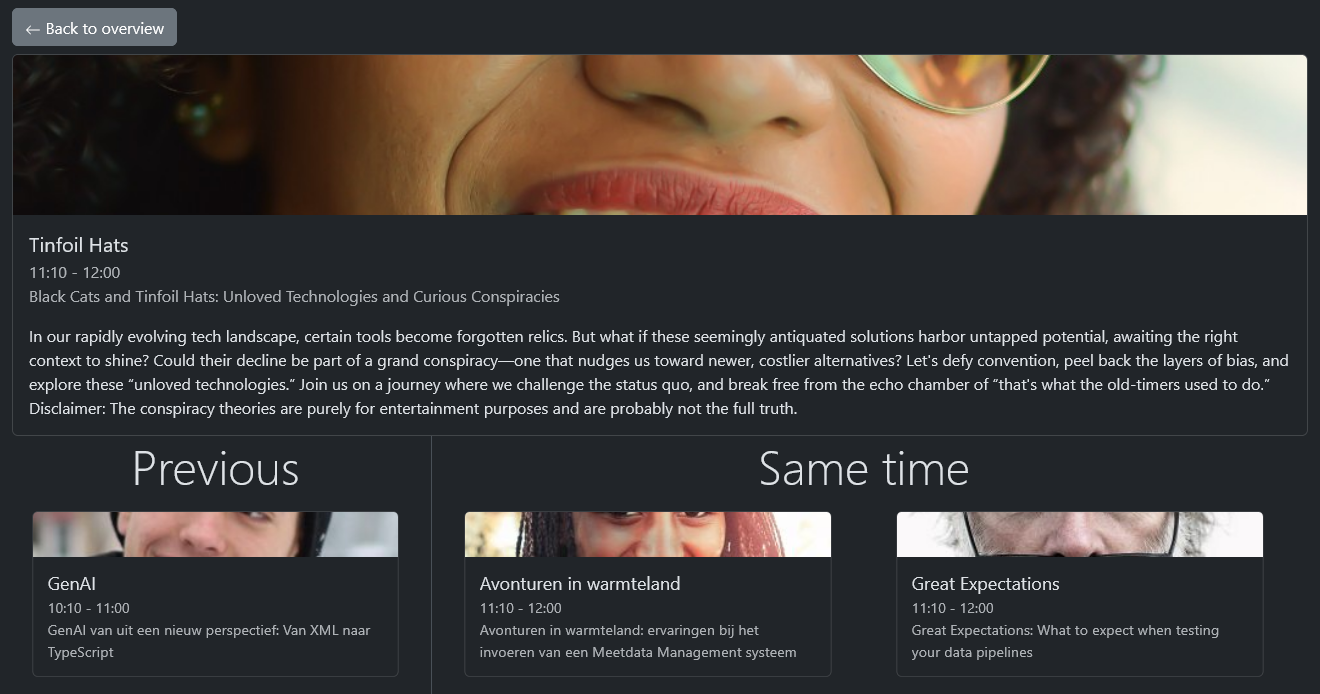 ← Back to overview
Tinfoil Hats
11:10 - 12:00
Black Cats and Tinfoil Hats: Unloved Technologies and Curious Conspiracies
In our rapidly evolving tech landscape, certain tools become forgotten relics. But what if these seemingly antiquated solutions harbor untapped potential, awaiting the right
context to shine? Could their decline be part of a grand conspiracy—one that nudges us toward newer, costlier alternatives? Let's defy convention, peel back the layers of bias, and
explore these “unloved technologies.” Join us on a journey where we challenge the status quo, and break free from the echo chamber of “that's what the old-timers used to do.”
Disclaimer: The conspiracy theories are purely for entertainment purposes and are probably not the full truth.
Previous
GenAI
10:10 - 11:00
GenAI van uit een nieuw perspectief: Van XML naar
TypeScript
Same time
Avonturen in warmteland
11:10 - 12:00
Avonturen in warmteland: ervaringen bij het
invoeren van een Meetdata Management systeem
Great Expectations
11:10 - 12:00
Great Expectations: What to expect when testing
your data pipelines